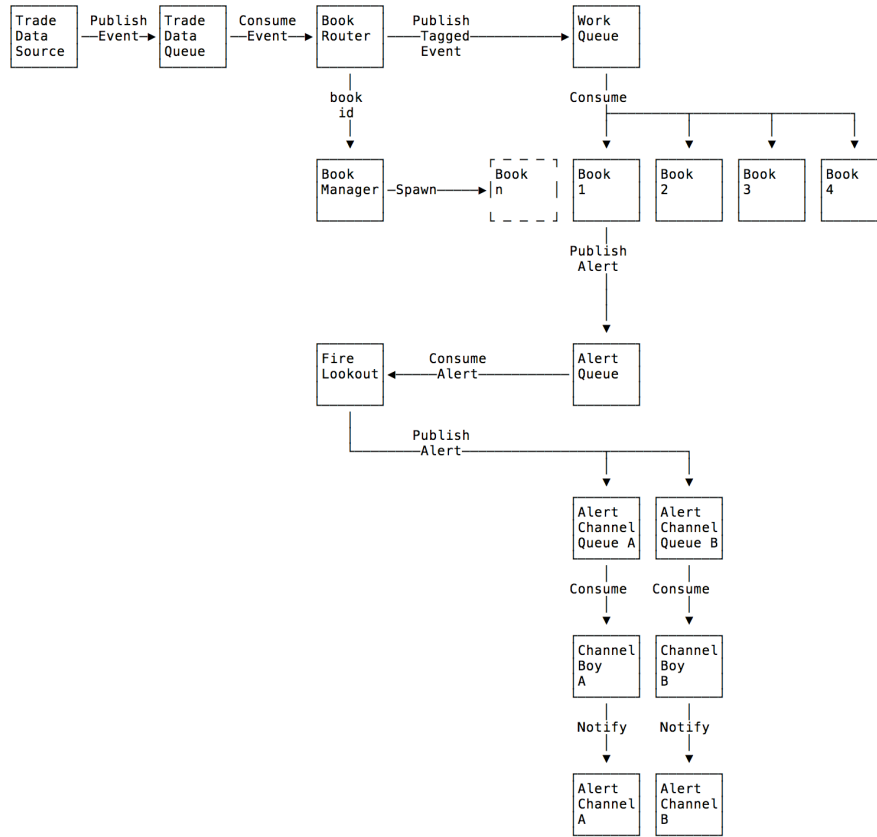 Trade
Data
Source
Publish
Event
Trade
Data
Queue
Consume
Event
Book
Router
Publish
Tagged
Event
Work
Queue
book
id
Consume
Book
Manager
Spawn
Book
n
Book
1
Book
2
Book
3
Book
4
Publish
Alert
Fire
Lookout
Consume
Alert
Alert
Queue
Publish
Alert
Alert
Channel
Queue A
Alert
Channel
Queue B
Consume
Consume
Channel
Boy
A
Channel
Boy
B
Notify
Notify
Alert
Channel
A
Alert
Channel
B